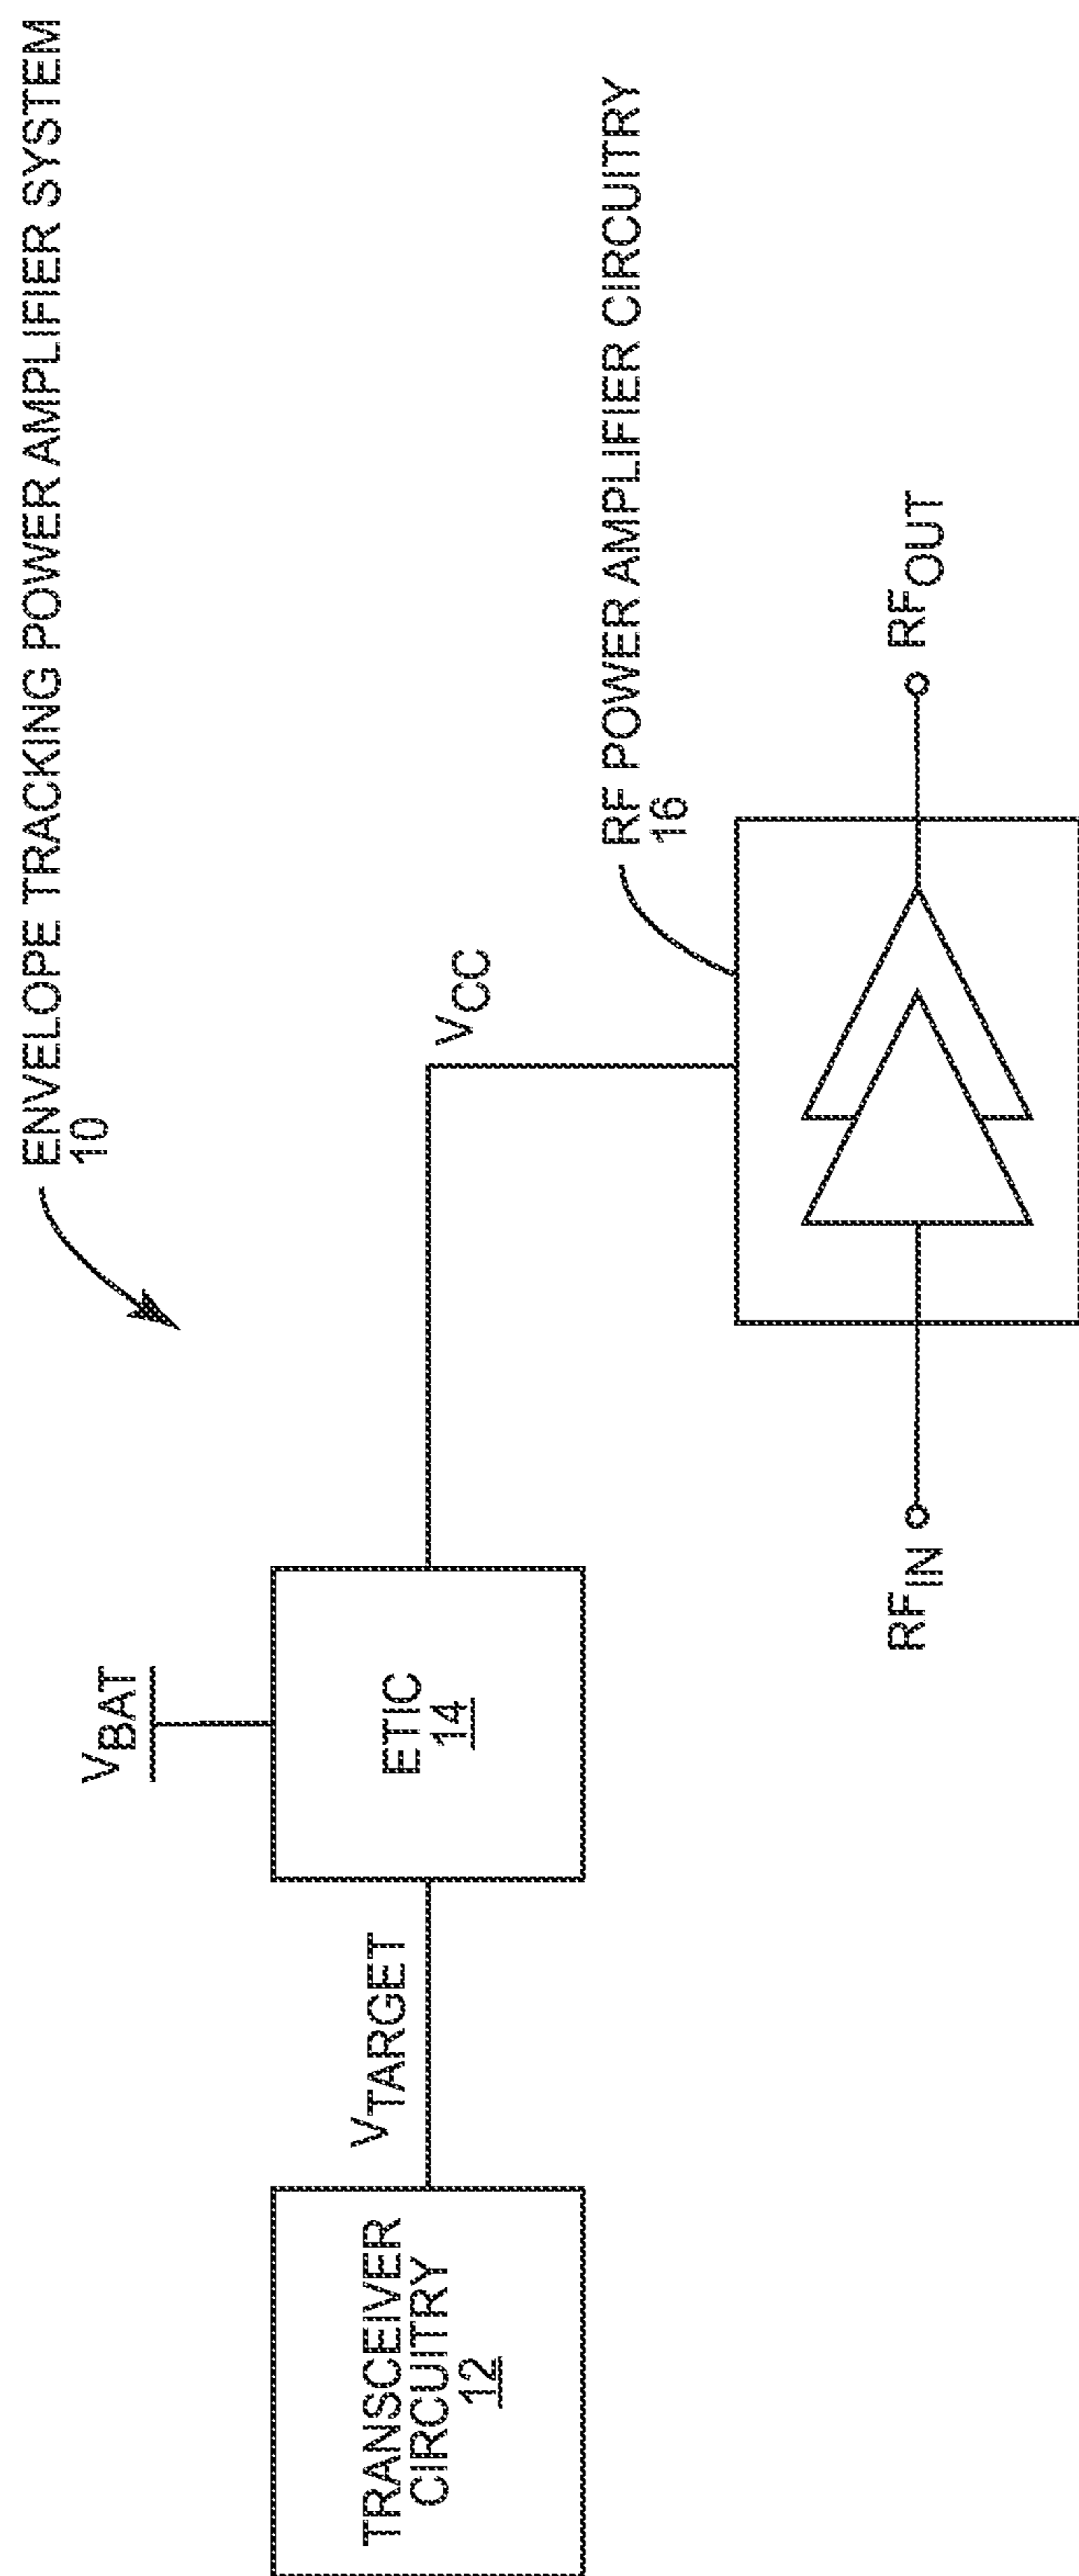 ENVELOPE TRACKING POWER AMPLIFIER SYSTEM
10
VBAT
TRANSCEIVER
CIRCUITRY
12
VTARGET
ETIC
14
VCC
RF POWER AMPLIFIER CIRCUITRY
16
RFIN
RFOUT